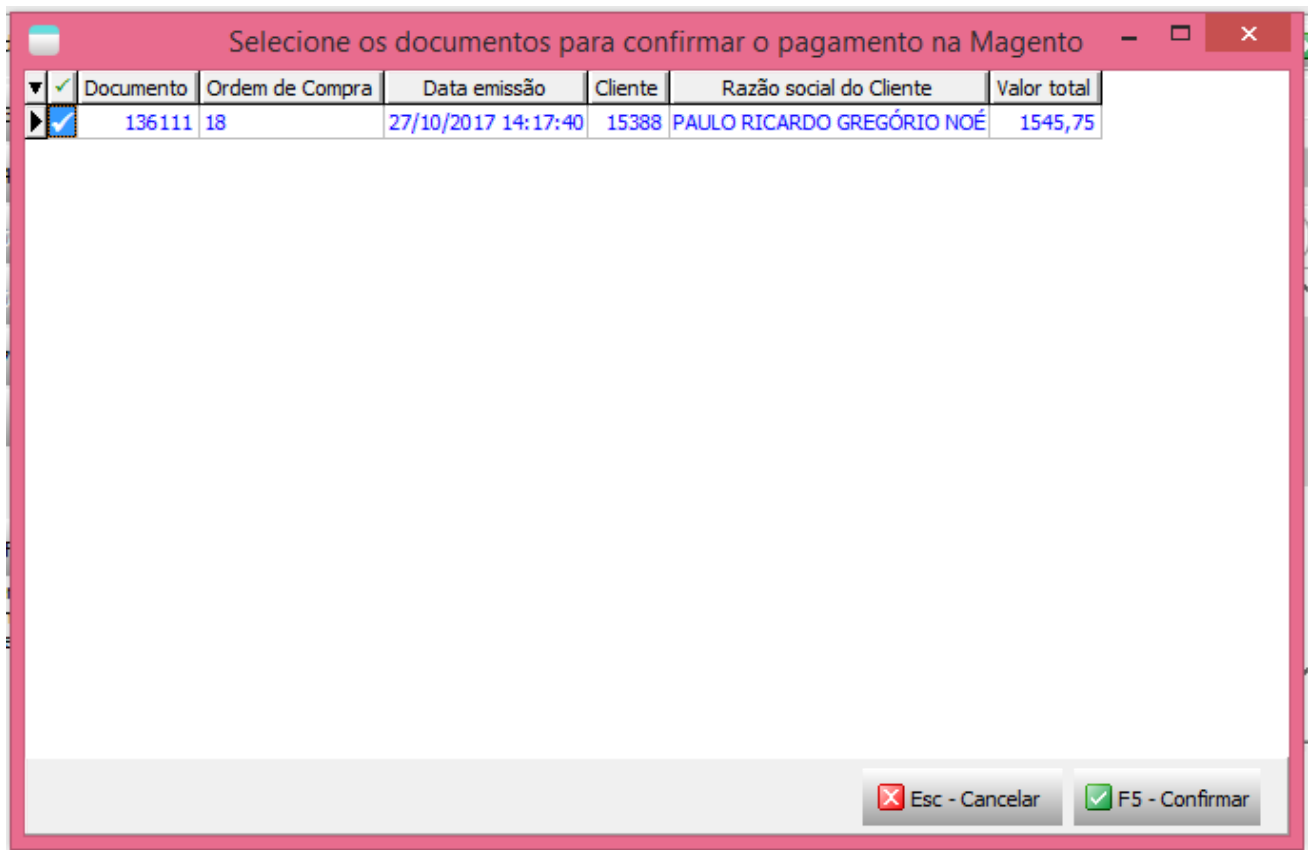 Selecione os documentos para confirmar o pagamento na Magento
Documento Ordem de Compra Data emissão Cliente Razão social do Cliente Valor total
136111 18 27/10/2017 14:17:40 15388 PAULO RICARDO GREGÓRIO NOÉ 1545,75
Esc - Cancelar F5 - Confirmar